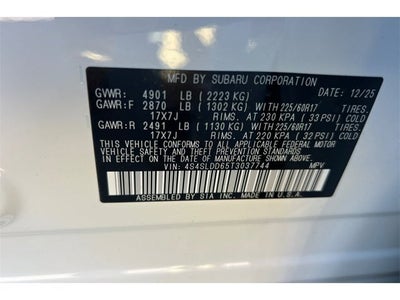 MFD BY SUBARU CORPORATION
GVWR: 4901 LB (2223 KG) DATE 12/25
GAWR:F 2870 LB (1302 KG) WITH 225/60R17 TIRES.
17X7J RIMS. AT 230 KPA (33 PSI) COLD
GAWR:R 2491 LB (1130 KG) WITH 225/60R17 TIRES.
17X7J RIMS. AT 220 KPA (32 PSI) COLD
THIS VEHICLE CONFORMS TO ALL APPLICABLE FEDERAL MOTOR
VEHICLE SAFETY AND BUMPER STANDARDS IN EFFECT ON THE
DATE OF MANUFACTURE SHOWN ABOVE.
VIN: 4S4SLDD65T3037744 MPV
ASSEMBLED BY SIA INC. MADE IN U.S.A.